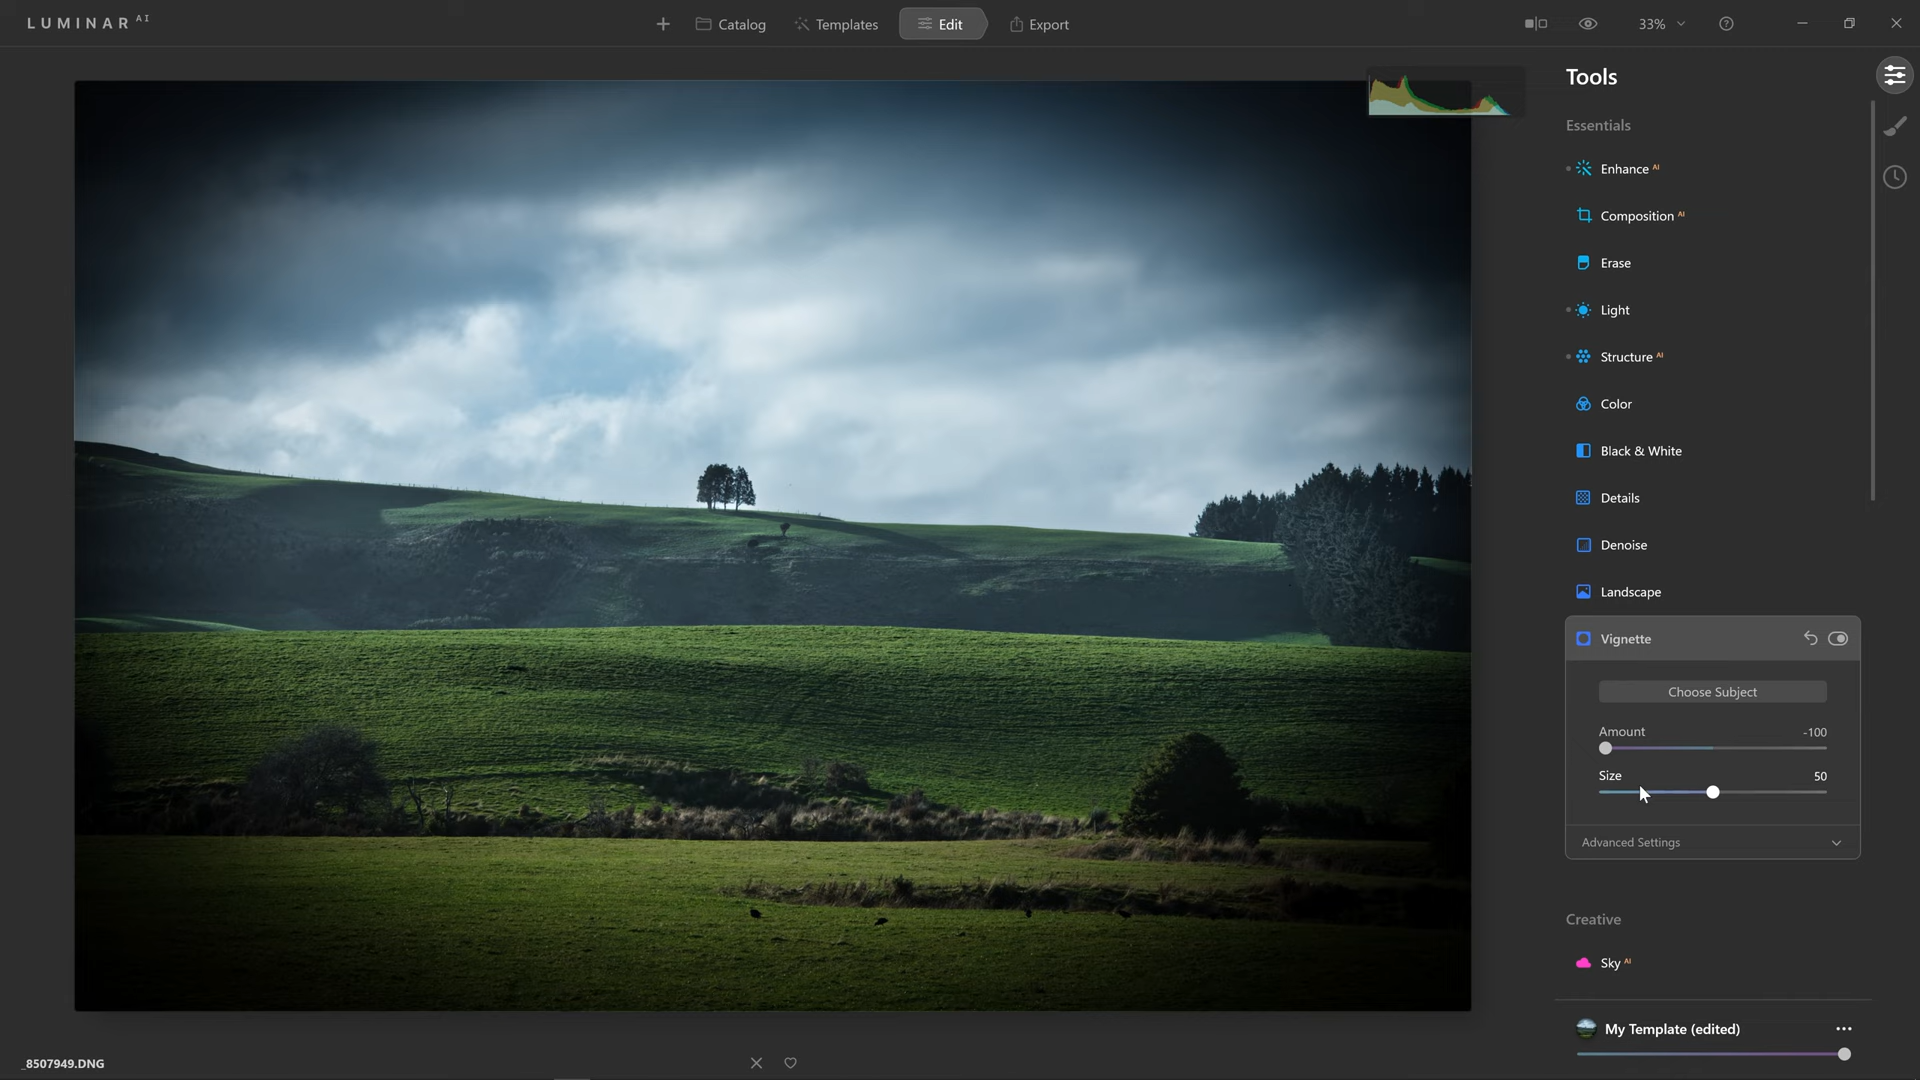 LUMINAR AI
Catalog
Templates
Edit
Export
33%
Tools
Essentials
Enhance AI
Composition AI
Erase
Light
Structure AI
Color
Black & White
Details
Denoise
Landscape
Vignette
Choose Subject
Amount -100
Size 50
Advanced Settings
Creative
Sky AI
My Template (edited)
_8507949.DNG